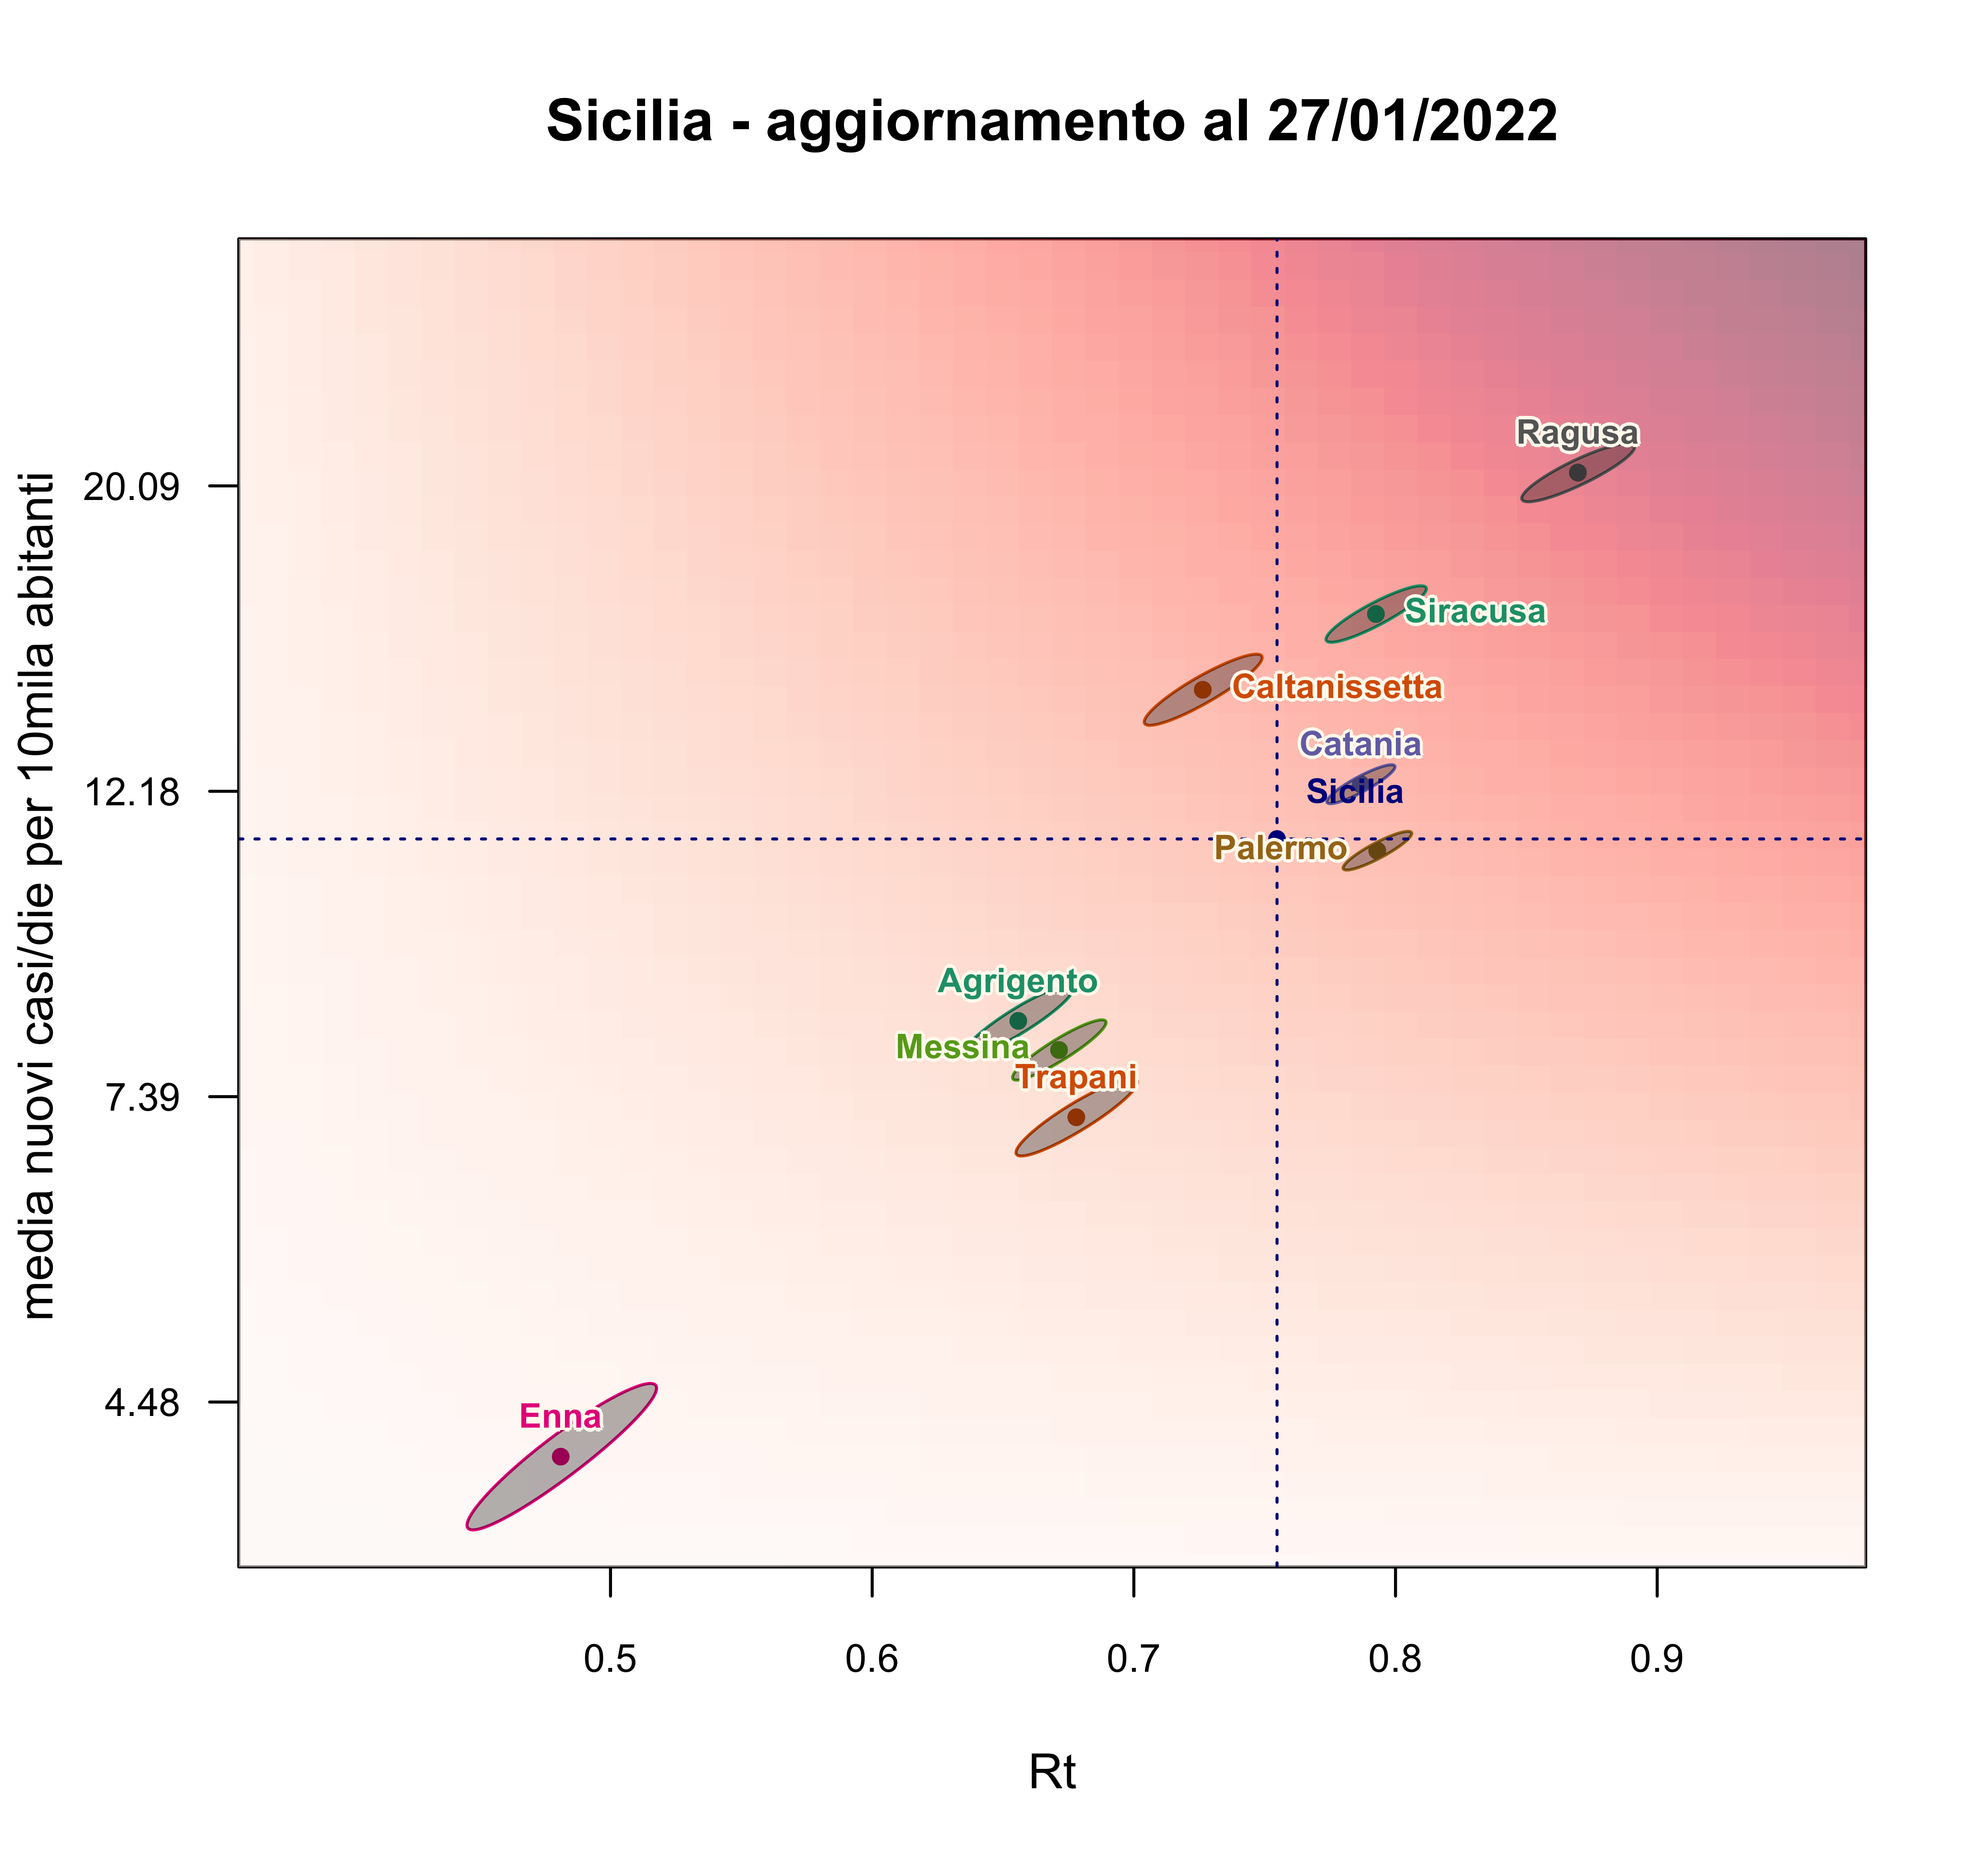 Sicilia - aggiornamento al 27/01/2022
media nuovi casi/die per 10mila abitanti
20.09
12.18
7.39
4.48
Ragusa
Siracusa
Caltanissetta
Catania
Sicilia
Palermo
Agrigento
Messina
Trapani
Enna
0.5 0.6 0.7 0.8 0.9
Rt